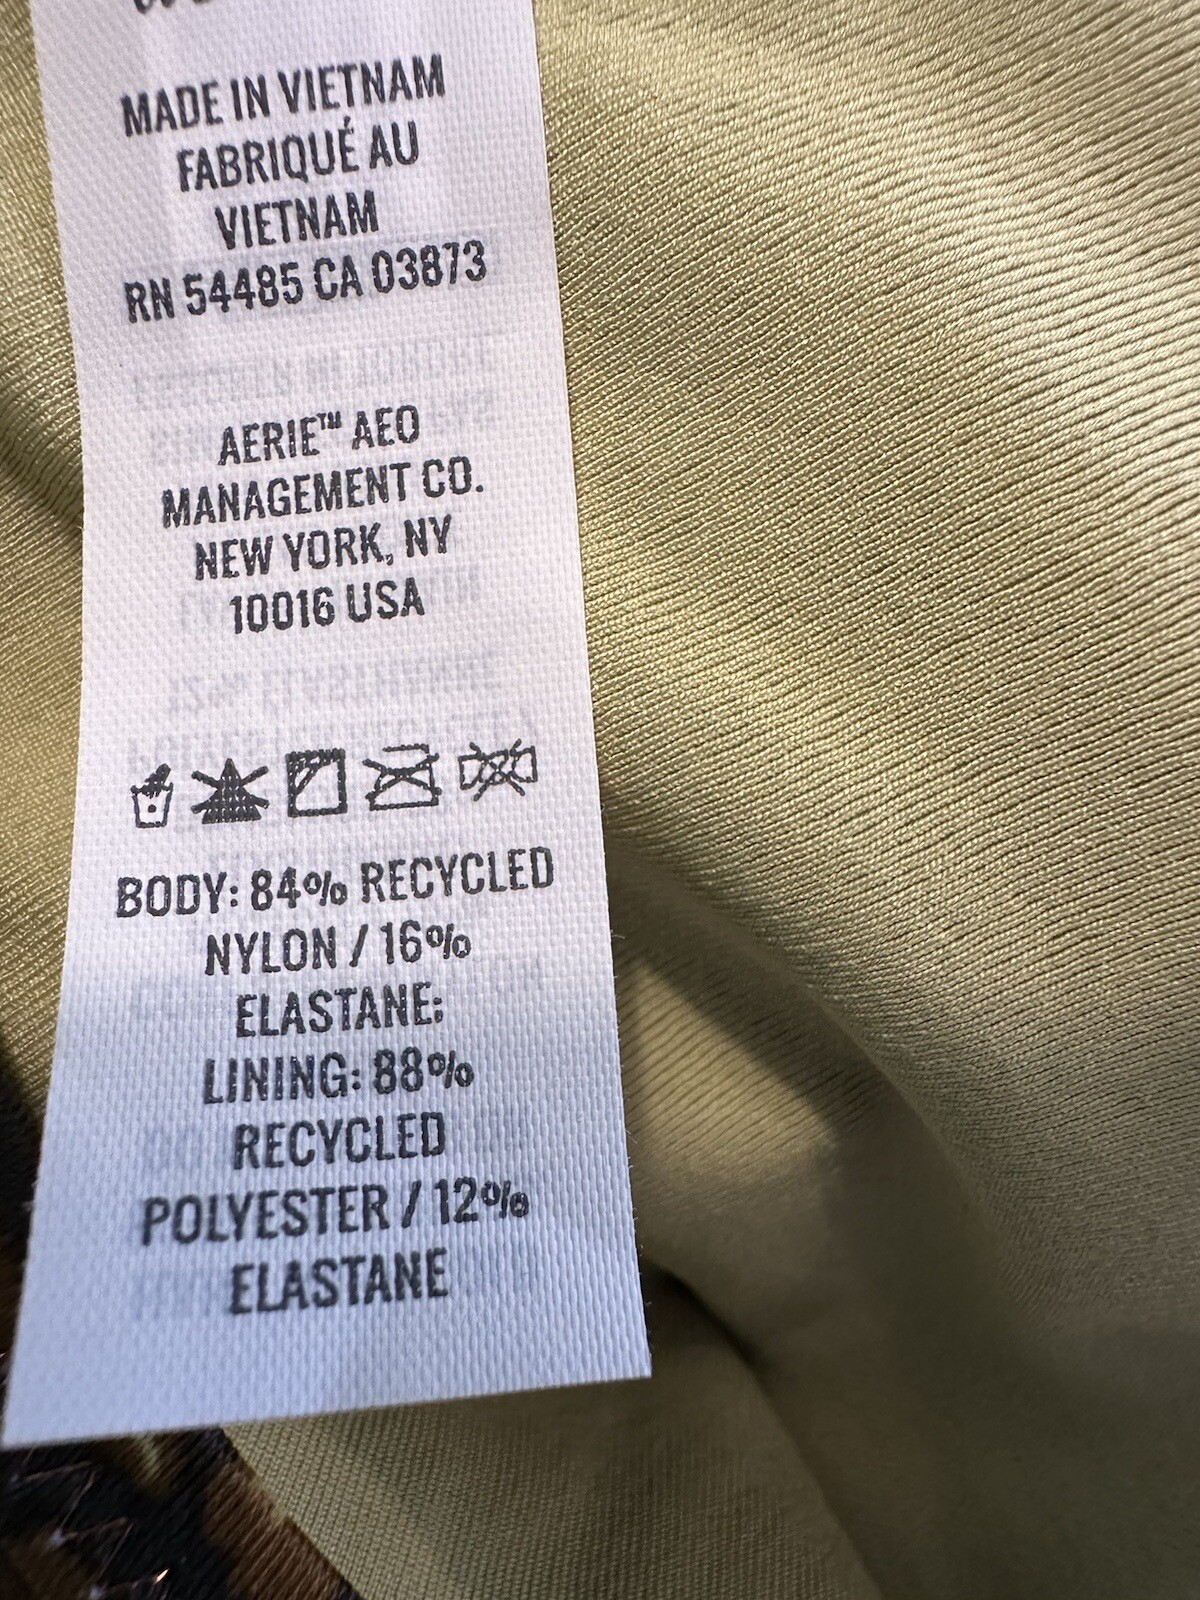 MADE IN VIETNAM
FABRIQUÉ AU
VIETNAM
RN 54485 CA 03873
AERIE™ AEO
MANAGEMENT CO.
NEW YORK, NY
10016 USA
BODY: 84% RECYCLED
NYLON / 16%
ELASTANE;
LINING: 88%
RECYCLED
POLYESTER / 12%
ELASTANE